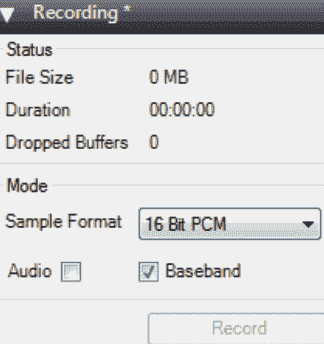 Recording *
Status
File Size 0 MB
Duration 00:00:00
Dropped Buffers 0
Mode
Sample Format 16 Bit PCM
Audio Baseband
Record